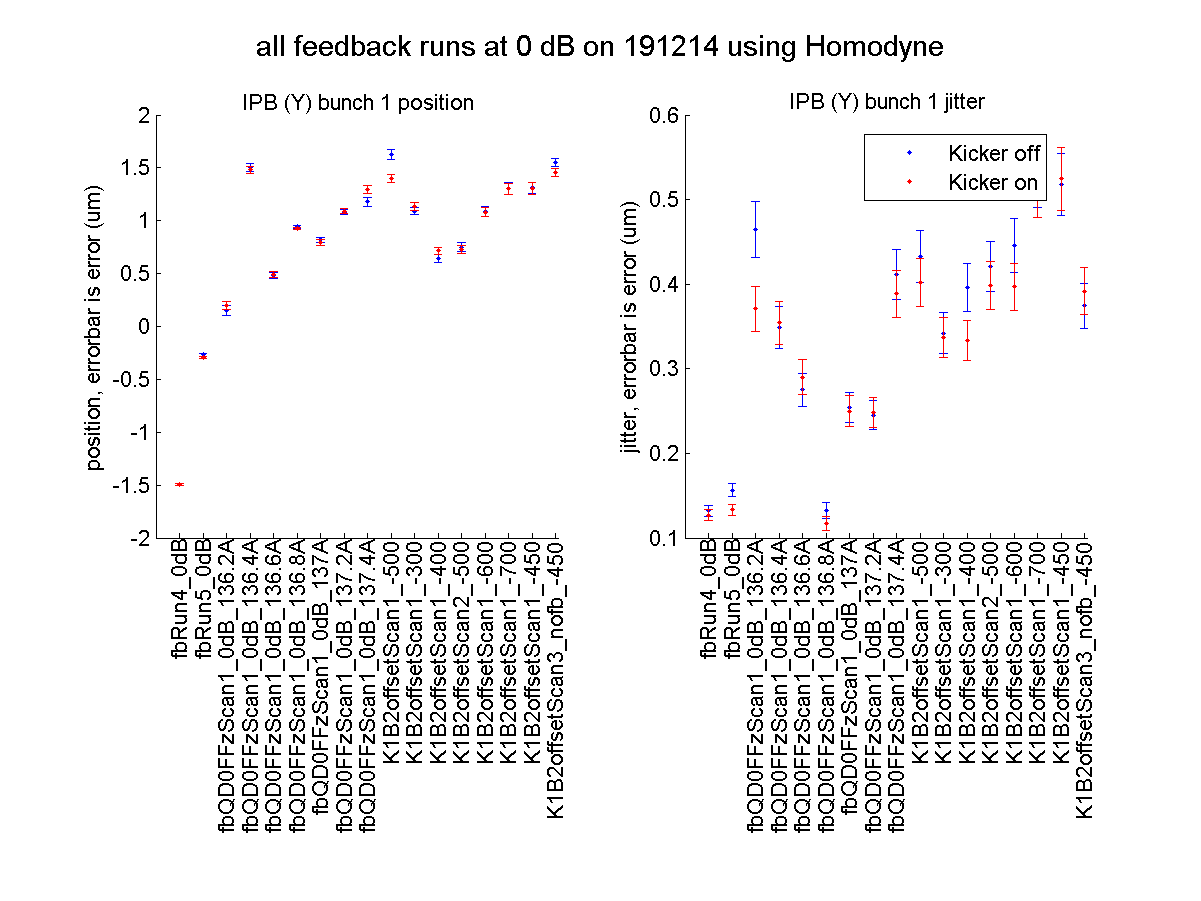 all feedback runs at 0 dB on 191214 using Homodyne
IPB (Y) bunch 1 position
position, errorbar is error (um)
2
1.5
1
0.5
0
-0.5
-1
-1.5
-2
fbRun4_0dB
fbRun5_0dB
fbQD0FFzScan1_0dB_136.2A
fbQD0FFzScan1_0dB_136.4A
fbQD0FFzScan1_0dB_136.6A
fbQD0FFzScan1_0dB_136.8A
fbQD0FFzScan1_0dB_137A
fbQD0FFzScan1_0dB_137.2A
fbQD0FFzScan1_0dB_137.4A
K1B2offsetScan1_-500
K1B2offsetScan1_-300
K1B2offsetScan1_-400
K1B2offsetScan2_-500
K1B2offsetScan1_-600
K1B2offsetScan1_-700
K1B2offsetScan1_-450
K1B2offsetScan3_nofb_-450
IPB (Y) bunch 1 jitter
jitter, errorbar is error (um)
0.6
0.5
0.4
0.3
0.2
0.1
Kicker off
Kicker on
fbRun4_0dB
fbRun5_0dB
fbQD0FFzScan1_0dB_136.2A
fbQD0FFzScan1_0dB_136.4A
fbQD0FFzScan1_0dB_136.6A
fbQD0FFzScan1_0dB_136.8A
fbQD0FFzScan1_0dB_137A
fbQD0FFzScan1_0dB_137.2A
fbQD0FFzScan1_0dB_137.4A
K1B2offsetScan1_-500
K1B2offsetScan1_-300
K1B2offsetScan1_-400
K1B2offsetScan2_-500
K1B2offsetScan1_-600
K1B2offsetScan1_-700
K1B2offsetScan1_-450
K1B2offsetScan3_nofb_-450